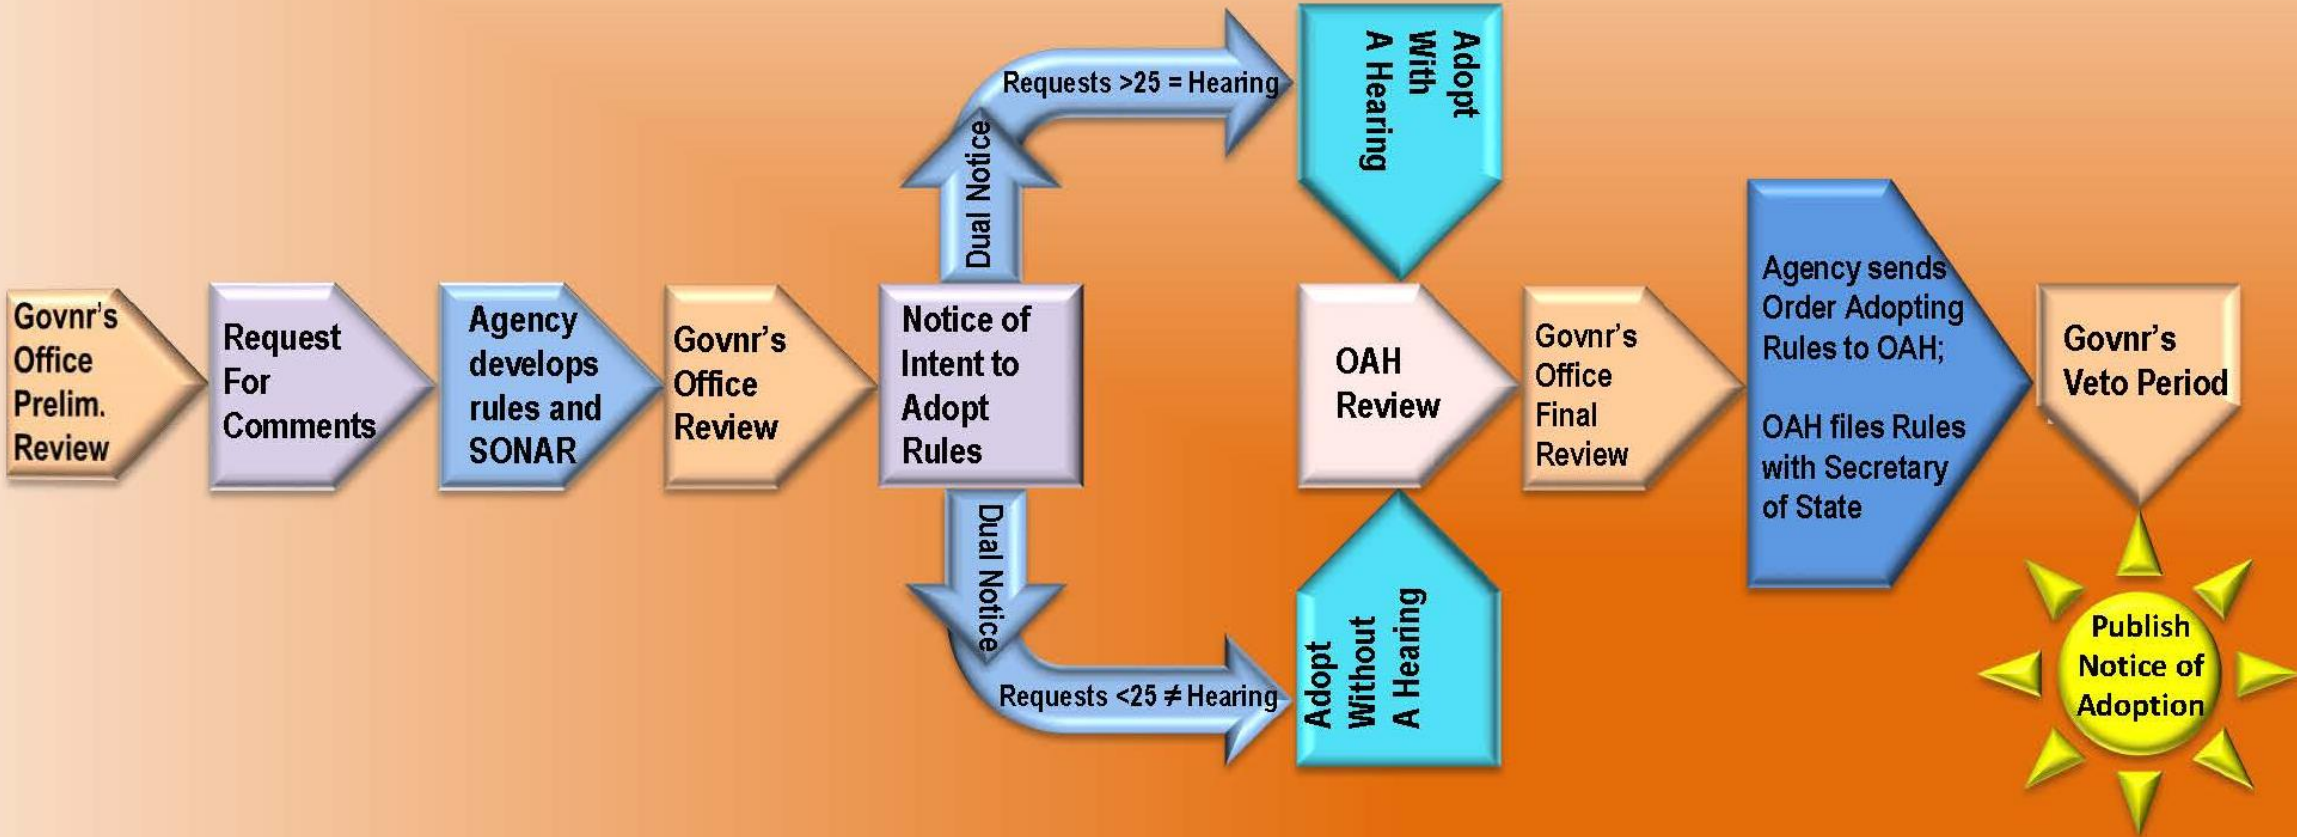 Govnr's
Office
Prelim.
Review
Request
For
Comments
Agency
develops
rules and
SONAR
Govnr's
Office
Review
Notice of
Intent to
Adopt
Rules
Dual Notice
Requests >25 = Hearing
Adopt
With
A Hearing
Dual Notice
Requests <25 ≠ Hearing
Adopt
Without
A Hearing
OAH
Review
Govnr's
Office
Final
Review
Agency sends
Order Adopting
Rules to OAH;
OAH files Rules
with Secretary
of State
Govnr's
Veto Period
Publish
Notice of
Adoption